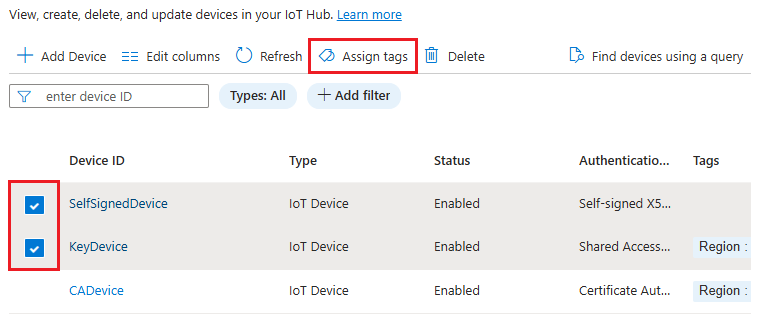 View, create, delete, and update devices in your IoT Hub. Learn more
Add Device Edit columns Refresh Assign tags Delete Find devices using a query
enter device ID Types: All Add filter
Device ID Type Status Authenticatio... Tags
SelfSignedDevice IoT Device Enabled Self-signed X5...
KeyDevice IoT Device Enabled Shared Access... Region :
CADevice IoT Device Enabled Certificate Aut... Region :